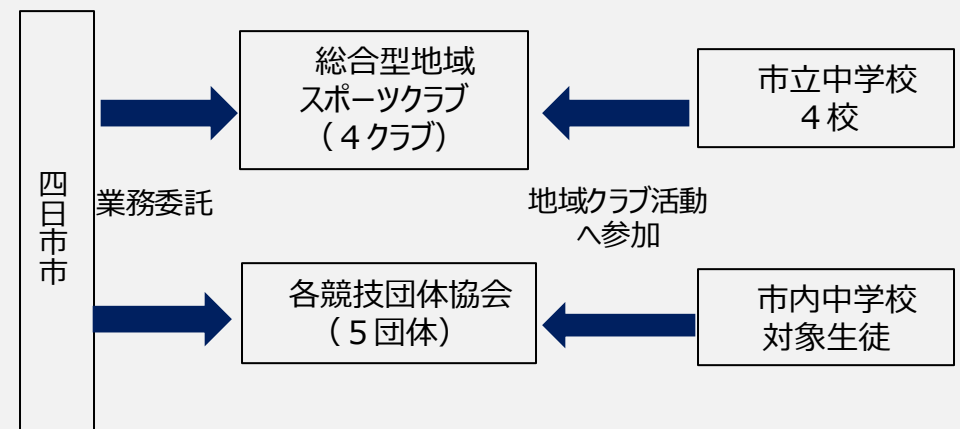 四日市市
業務委託
総合型地域
スポーツクラブ
（４クラブ）
各競技団体協会
（５団体）
地域クラブ活動
へ参加
市立中学校
４校
市内中学校
対象生徒